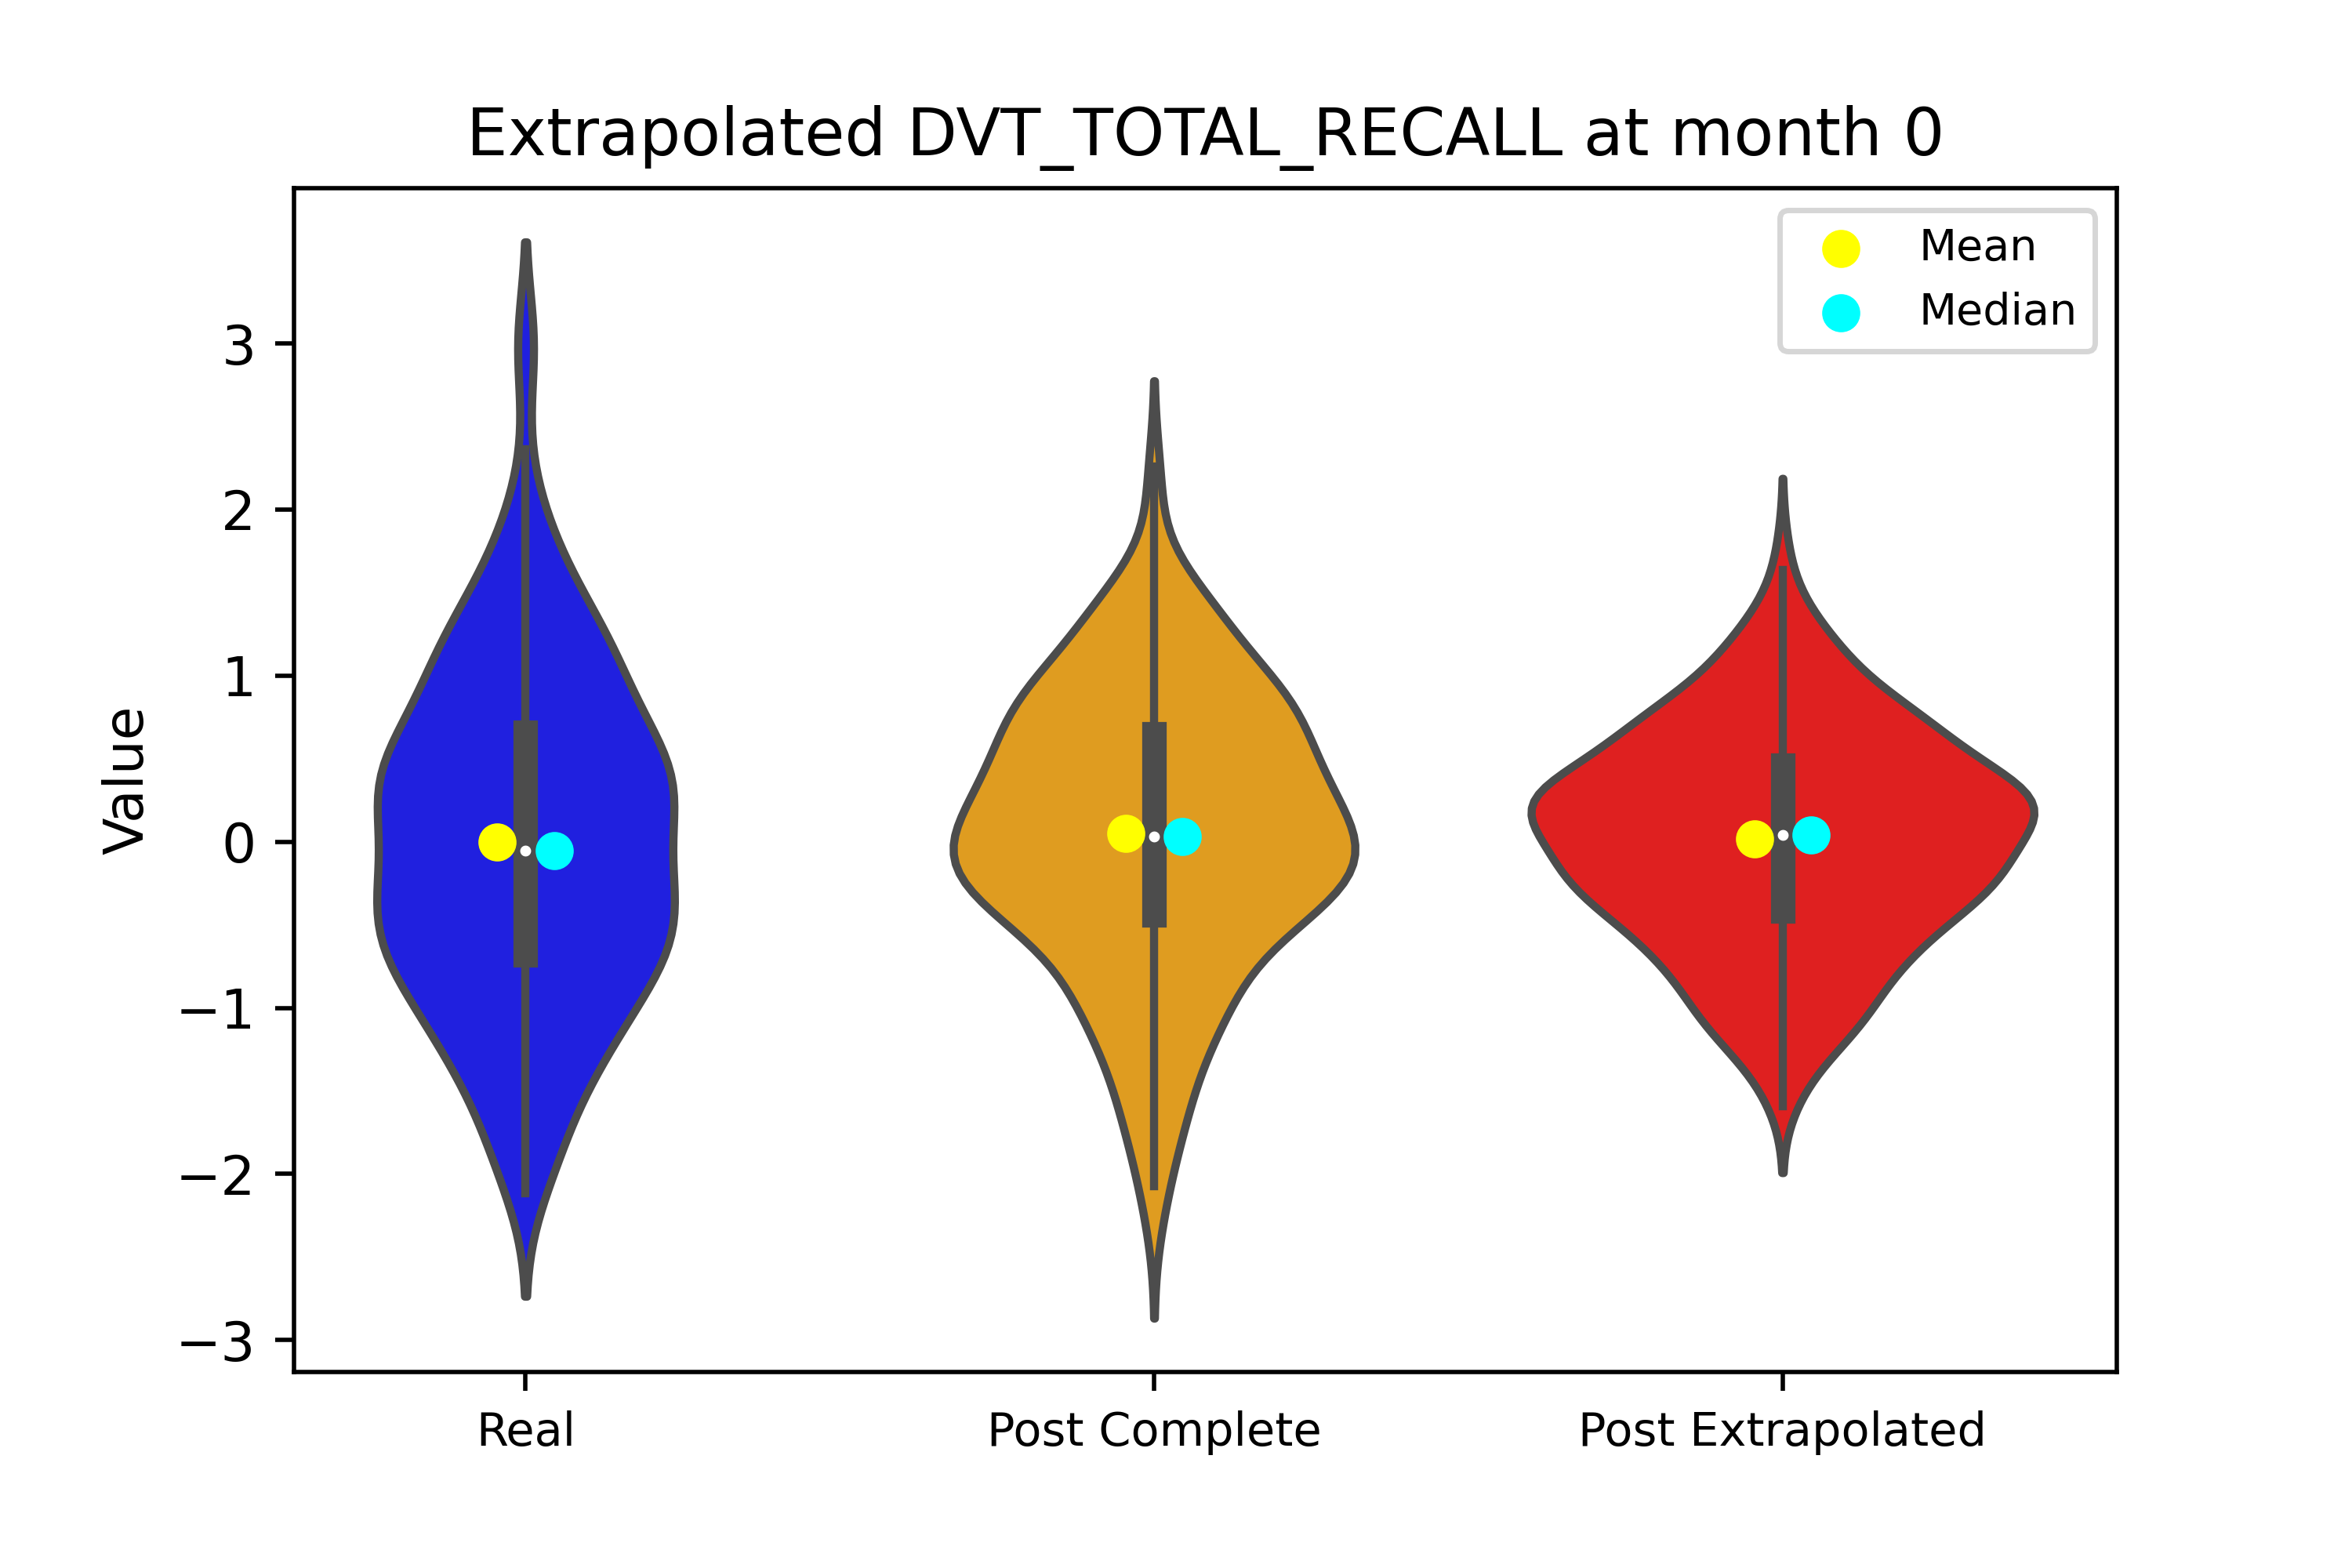 Extrapolated DVT_TOTAL_RECALL at month 0
Mean
Median
3
2
1
0
−1
−2
−3
Value
Real
Post Complete
Post Extrapolated